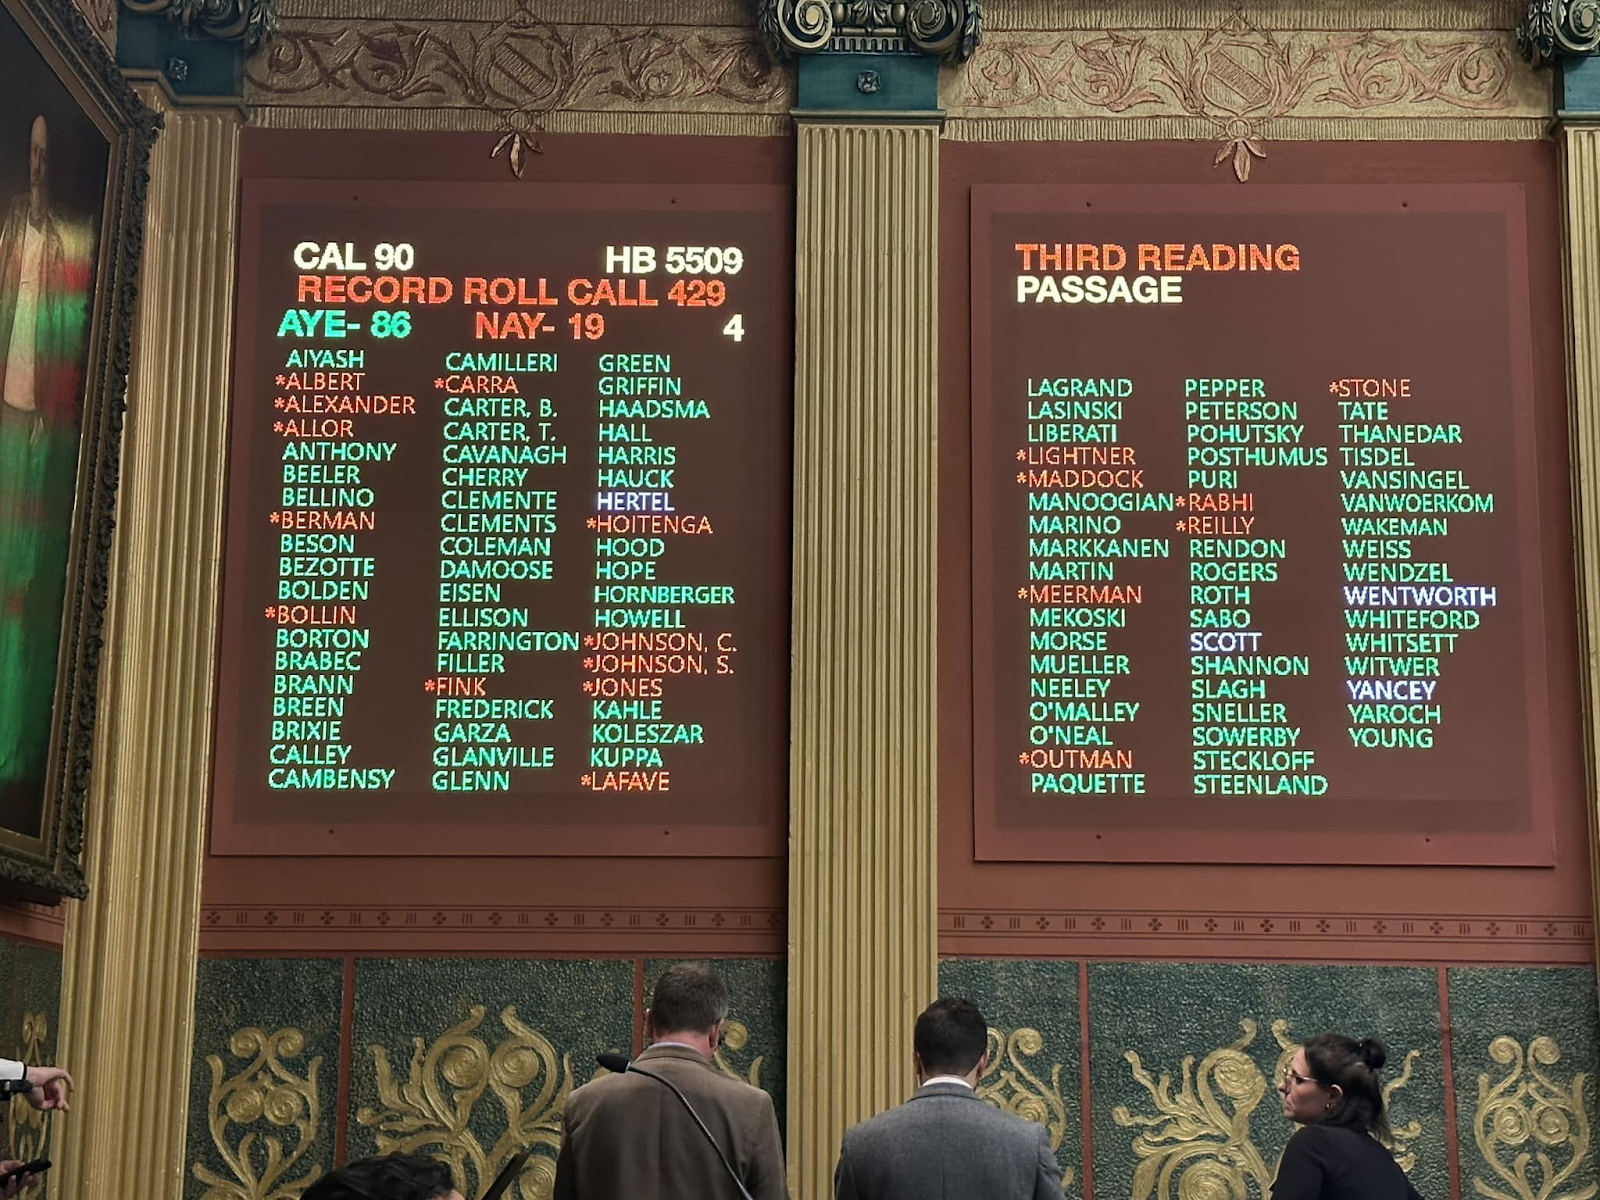 CAL 90 HB 5509
RECORD ROLL CALL 429
AYE- 86 NAY- 19 4
AIYASH CAMILLERI GREEN
*ALBERT *CARRA GRIFFIN
*ALEXANDER CARTER, B. HAADSMA
*ALLOR CARTER, T. HALL
ANTHONY CAVANAGH HARRIS
BEELER CHERRY HAUCK
BELLINO CLEMENTE HERTEL
*BERMAN CLEMENTS *HOITENGA
BESON COLEMAN HOOD
BEZOTTE DAMOOSE HOPE
BOLDEN EISEN HORNBERGER
*BOLLIN ELLISON HOWELL
BORTON FARRINGTON *JOHNSON, C.
BRABEC FILLER *JOHNSON, S.
BRANN *FINK *JONES
BREEN FREDERICK KAHLE
BRIXIE GARZA KOLESZAR
CALLEY GLANVILLE KUPPA
CAMBENSY GLENN *LAFAVE
THIRD READING
PASSAGE
LAGRAND PEPPER *STONE
LASINSKI PETERSON TATE
LIBERATI POHUTSKY THANEDAR
*LIGHTNER POSTHUMUS TISDEL
*MADDOCK PURI VANSINGEL
MANOOGIAN *RABHI VANWOERKOM
MARINO *REILLY WAKEMAN
MARKKANEN RENDON WEISS
MARTIN ROGERS WENDZEL
*MEERMAN ROTH WENTWORTH
MEKOSKI SABO WHITEFORD
MORSE SCOTT WHITSETT
MUELLER SHANNON WITWER
NEELEY SLAGH YANCEY
O'MALLEY SNELLER YAROCH
O'NEAL SOWERBY YOUNG
*OUTMAN STECKLOFF
PAQUETTE STEENLAND